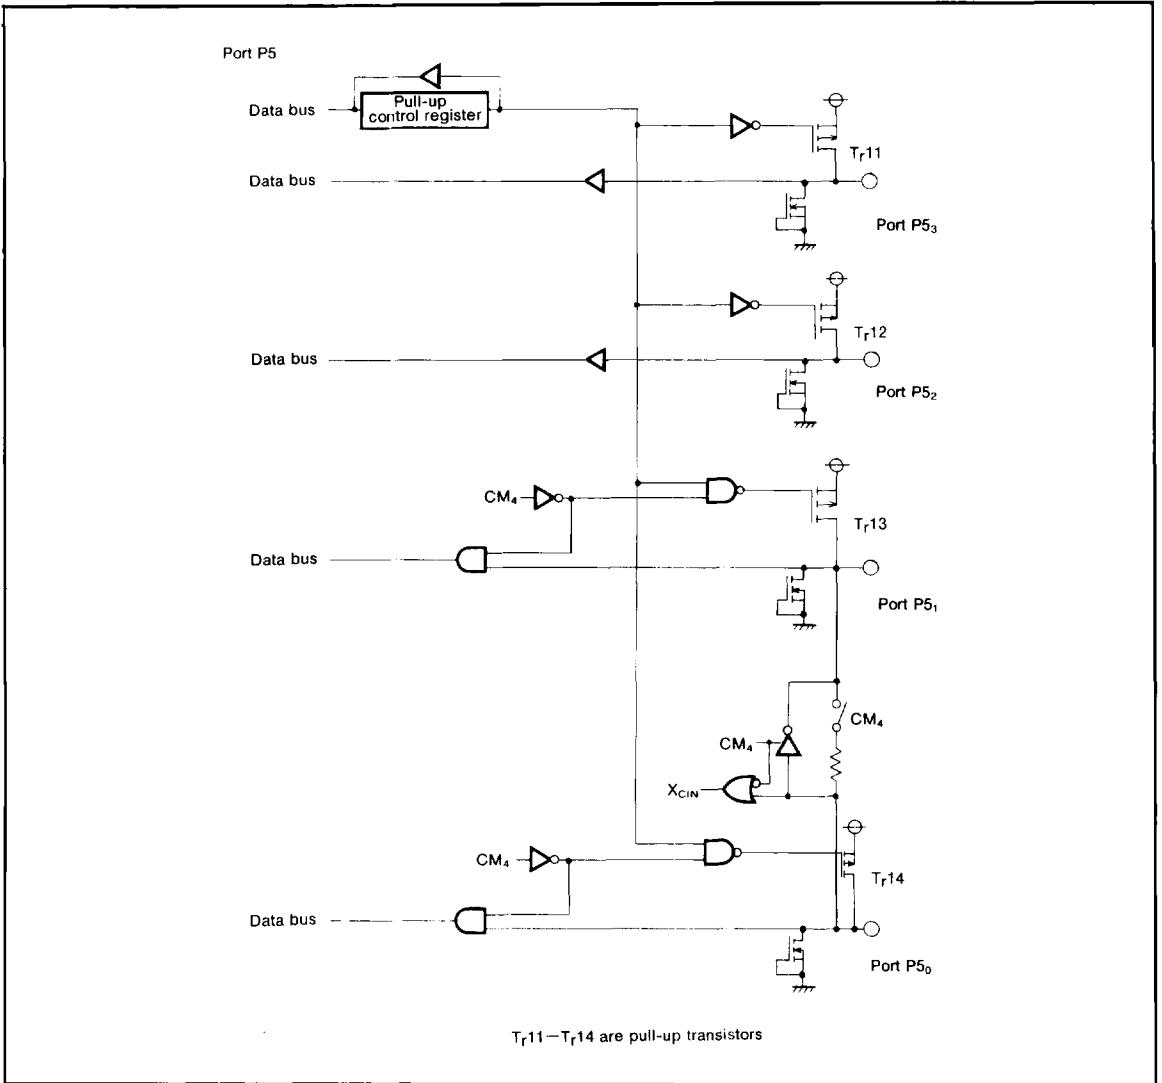 Port P5
Data bus
Pull-up
control register
Tr11
Data bus
Port P5₃
Tr12
Data bus
Port P5₂
CM₄
Tr13
Data bus
Port P5₁
CM₄
CM₄
XCIN
CM₄
Tr14
Data bus
Port P5₀
Tr11—Tr14 are pull-up transistors